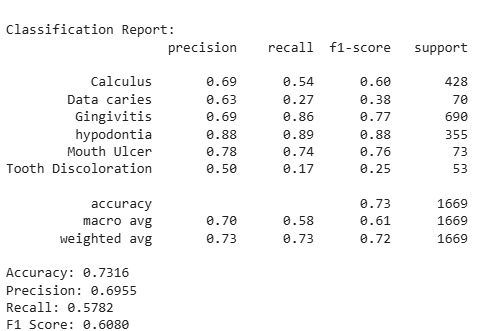 Classification Report:
precision recall f1-score support
Calculus 0.69 0.54 0.60 428
Data caries 0.63 0.27 0.38 70
Gingivitis 0.69 0.86 0.77 690
hypodontia 0.88 0.89 0.88 355
Mouth Ulcer 0.78 0.74 0.76 73
Tooth Discoloration 0.50 0.17 0.25 53
accuracy 0.73 1669
macro avg 0.70 0.58 0.61 1669
weighted avg 0.73 0.73 0.72 1669
Accuracy: 0.7316
Precision: 0.6955
Recall: 0.5782
F1 Score: 0.6080